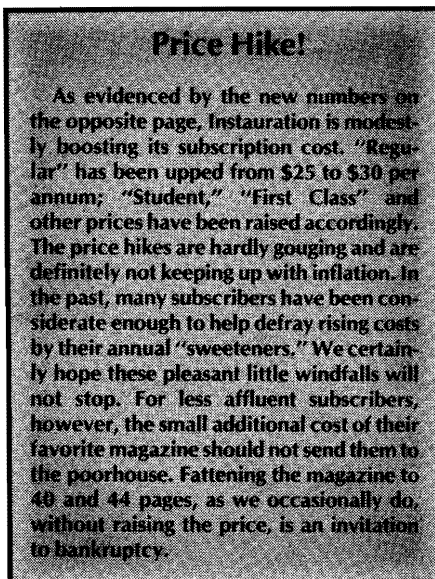 Price Hike!
As evidenced by the new numbers on
the opposite page, Instauration is modest-
ly boosting its subscription cost. "Regu-
lar" has been upped from $25 to $30 per
annum; "Student," "First Class" and
other prices have been raised accordingly.
The price hikes are hardly gouging and are
definitely not keeping up with inflation. In
the past, many subscribers have been con-
siderate enough to help defray rising costs
by their annual "sweeteners." We certain-
ly hope these pleasant little windfalls will
not stop. For less affluent subscribers,
however, the small additional cost of their
favorite magazine should not send them to
the poorhouse. Fattening the magazine to
40 and 44 pages, as we occasionally do,
without raising the price, is an invitation
to bankruptcy.